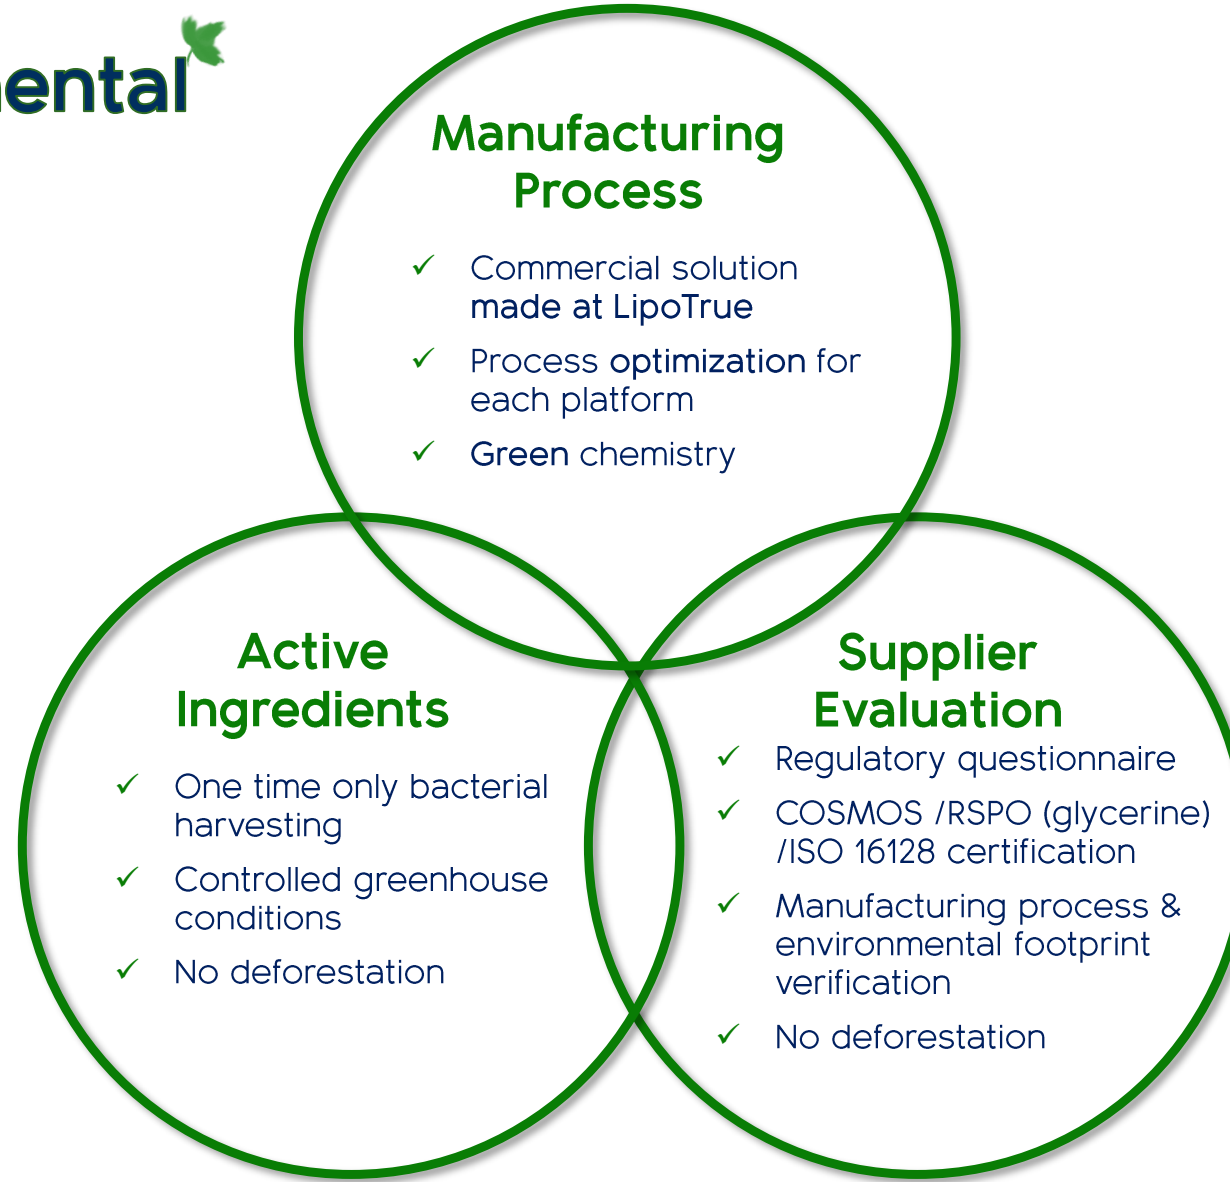 mental
Manufacturing
Process
✓ Commercial solution
made at LipoTrue
✓ Process optimization for
each platform
✓ Green chemistry
Active
Ingredients
✓ One time only bacterial
harvesting
✓ Controlled greenhouse
conditions
✓ No deforestation
Supplier
Evaluation
✓ Regulatory questionnaire
✓ COSMOS /RSPO (glycerine)
/ISO 16128 certification
✓ Manufacturing process &
environmental footprint
verification
✓ No deforestation